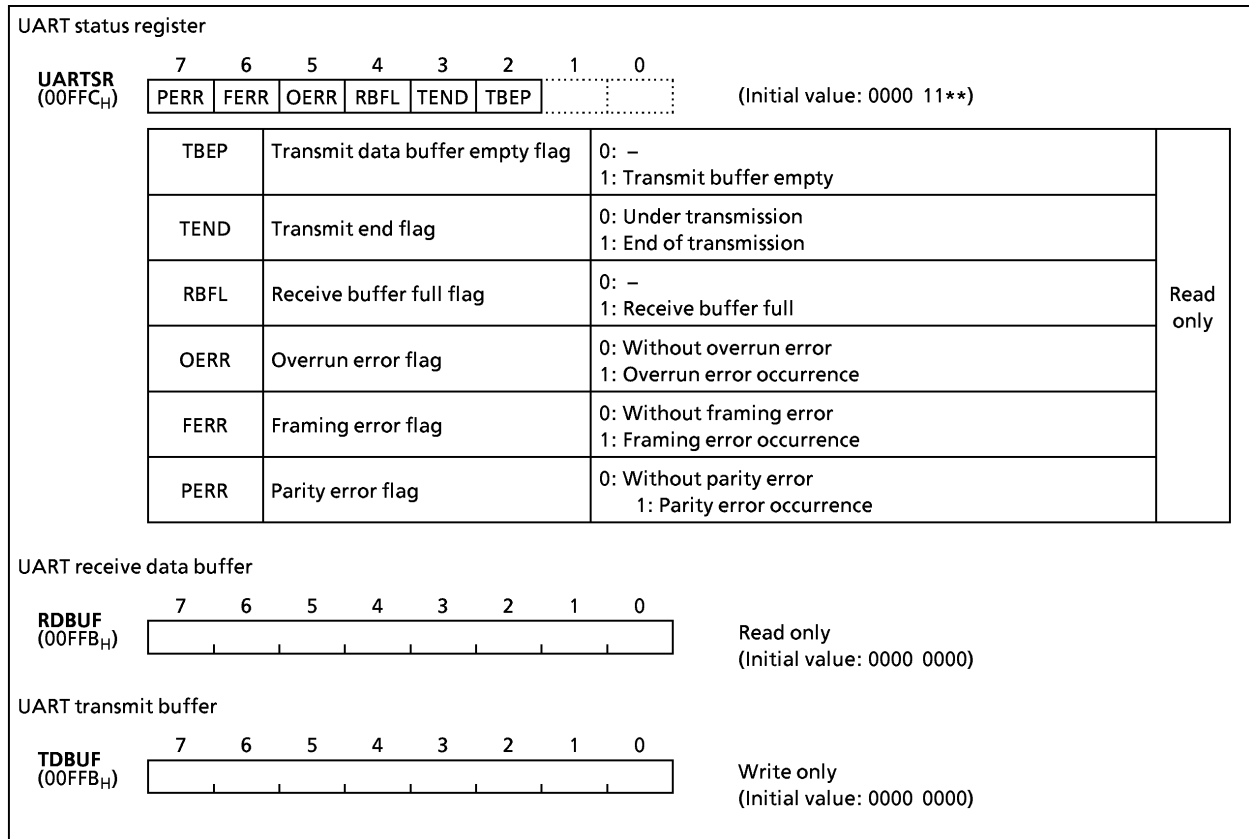 UART status register
7 6 5 4 3 2 1 0
UARTSR
(00FFCH)
PERR FERR OERR RBFL TEND TBEP
(Initial value: 0000 11**)
TBEP Transmit data buffer empty flag 0: –
1: Transmit buffer empty
TEND Transmit end flag 0: Under transmission
1: End of transmission
RBFL Receive buffer full flag 0: –
1: Receive buffer full
OERR Overrun error flag 0: Without overrun error
1: Overrun error occurrence
FERR Framing error flag 0: Without framing error
1: Framing error occurrence
PERR Parity error flag 0: Without parity error
1: Parity error occurrence
Read
only
UART receive data buffer
7 6 5 4 3 2 1 0
RDBUF
(00FFBH)
Read only
(Initial value: 0000 0000)
UART transmit buffer
7 6 5 4 3 2 1 0
TDBUF
(00FFBH)
Write only
(Initial value: 0000 0000)